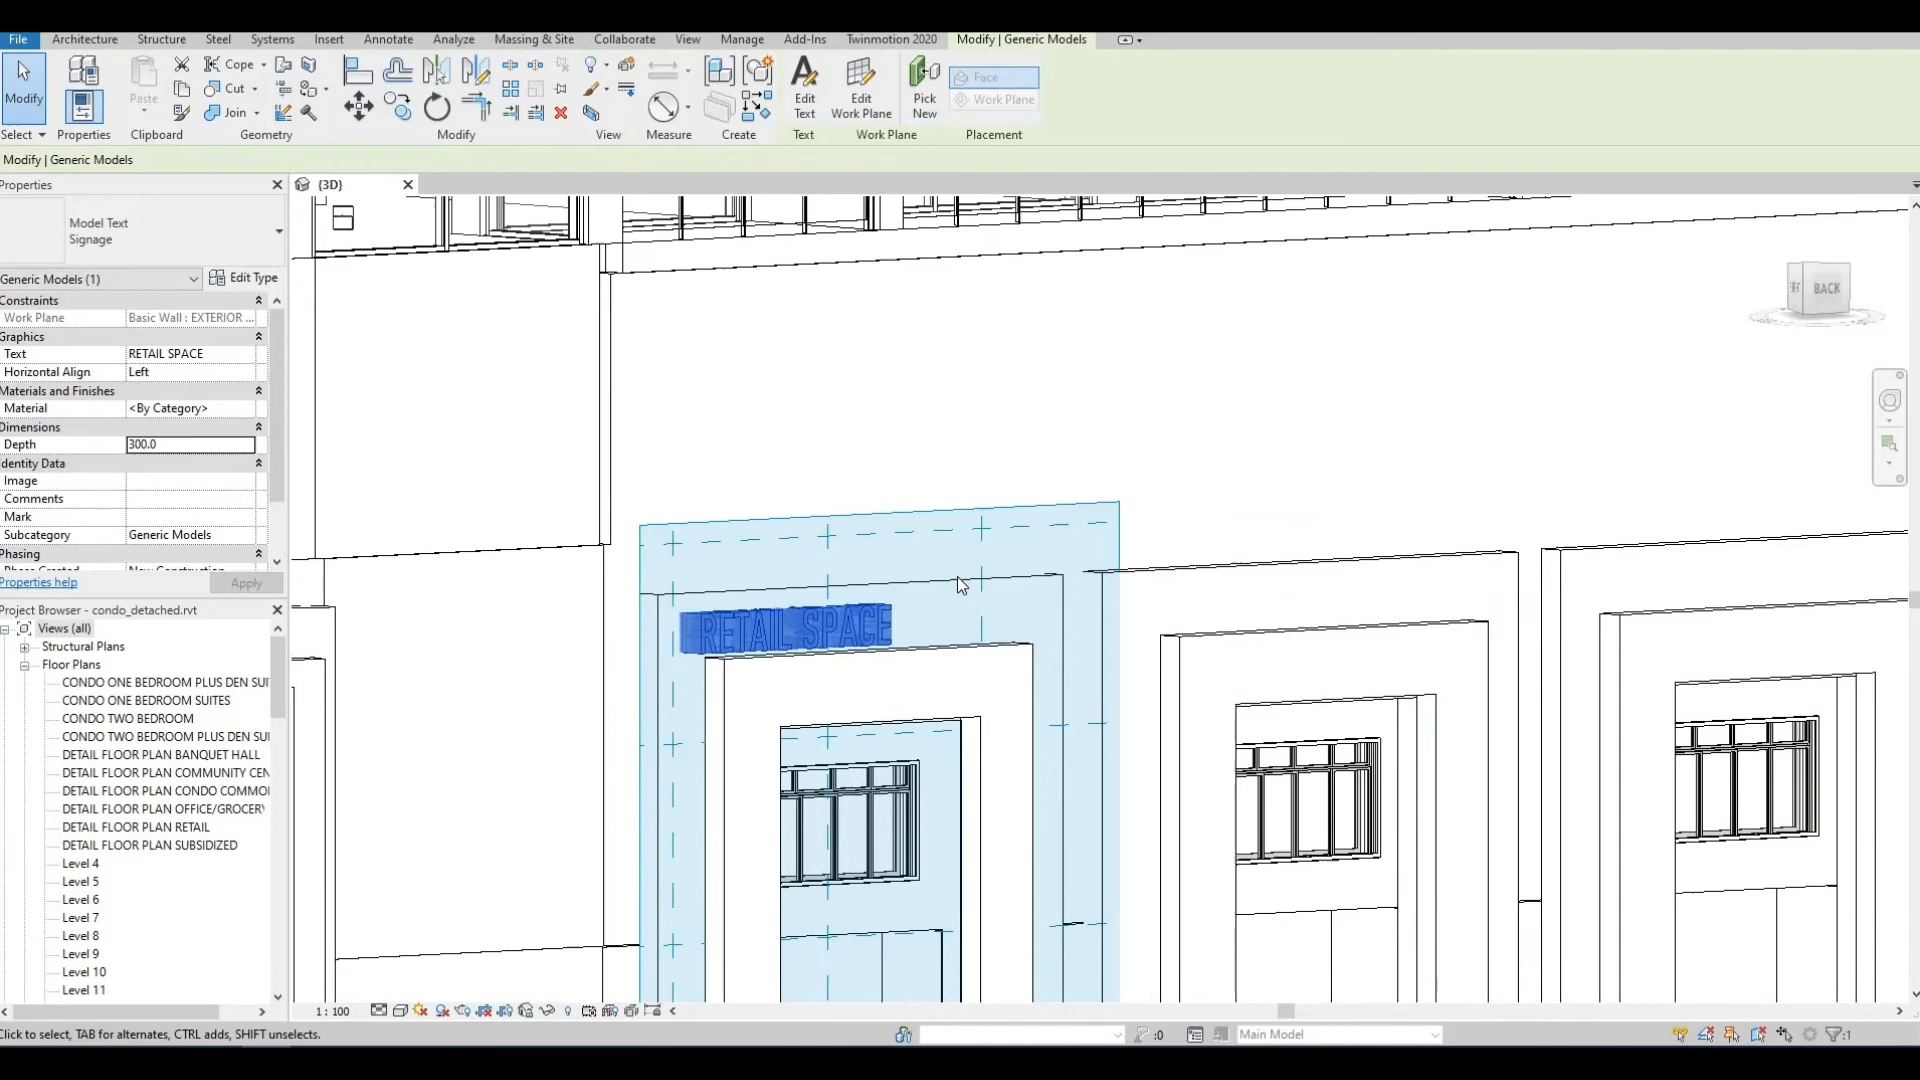 File Architecture Structure Steel Systems Insert Annotate Analyze Massing & Site Collaborate View Manage Add-Ins Twinmotion 2020 Modify | Generic Models
Modify
Select
Properties
Paste
Clipboard
Cope
Cut
Join
Geometry
Modify
View
Measure
Create
Edit Text
Text
Edit Work Plane
Pick New
Work Plane
Face
Work Plane
Placement
Modify | Generic Models
Properties
{3D}
Model Text
Signage
Generic Models (1)
Edit Type
Constraints
Work Plane Basic Wall : EXTERIOR ...
Graphics
Text RETAIL SPACE
Horizontal Align Left
Materials and Finishes
Material <By Category>
Dimensions
Depth 300.0
Identity Data
Image
Comments
Mark
Subcategory Generic Models
Phasing
Properties help
Apply
Project Browser - condo_detached.rvt
Views (all)
Structural Plans
Floor Plans
CONDO ONE BEDROOM PLUS DEN SUI
CONDO ONE BEDROOM SUITES
CONDO TWO BEDROOM
CONDO TWO BEDROOM PLUS DEN SUI
DETAIL FLOOR PLAN BANQUET HALL
DETAIL FLOOR PLAN COMMUNITY CEN
DETAIL FLOOR PLAN CONDO COMMO
DETAIL FLOOR PLAN OFFICE/GROCERY
DETAIL FLOOR PLAN RETAIL
DETAIL FLOOR PLAN SUBSIDIZED
Level 4
Level 5
Level 6
Level 7
Level 8
Level 9
Level 10
Level 11
RETAIL SPACE
BACK
1 : 100
Click to select, TAB for alternates, CTRL adds, SHIFT unselects.
:0
Main Model
:1